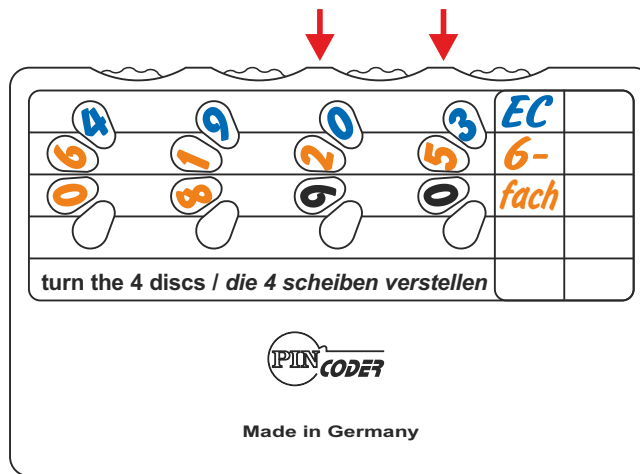 4 9 0 3 EC
6 1 2 5 6-
0 8 9 0 fach
turn the 4 discs / die 4 scheiben verstellen
PIN CODER
Made in Germany